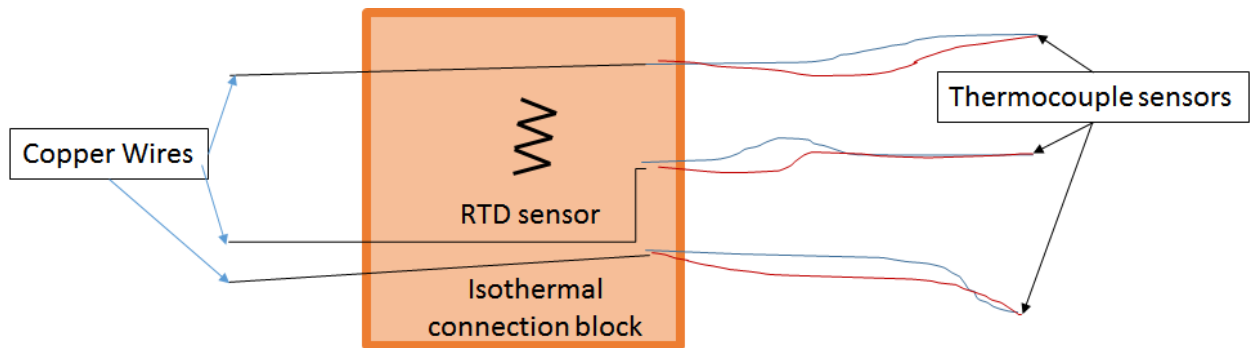 Thermocouple sensors
Copper Wires
RTD sensor
Isothermal
connection block